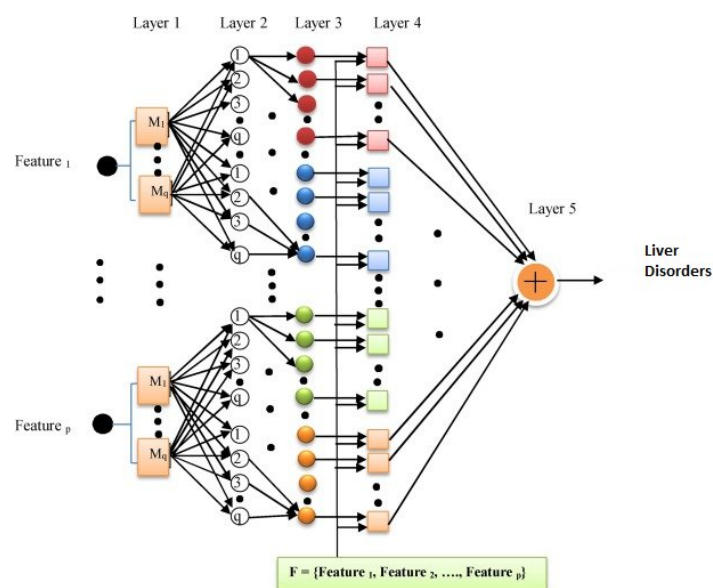 Layer 1
Layer 2
Layer 3
Layer 4
Feature 1
M1
Mq
1
2
3
q
1
2
3
q
Layer 5
+
Liver
Disorders
Feature p
M1
Mq
1
2
3
q
1
2
3
q
F = {Feature 1, Feature 2, ...., Feature p}